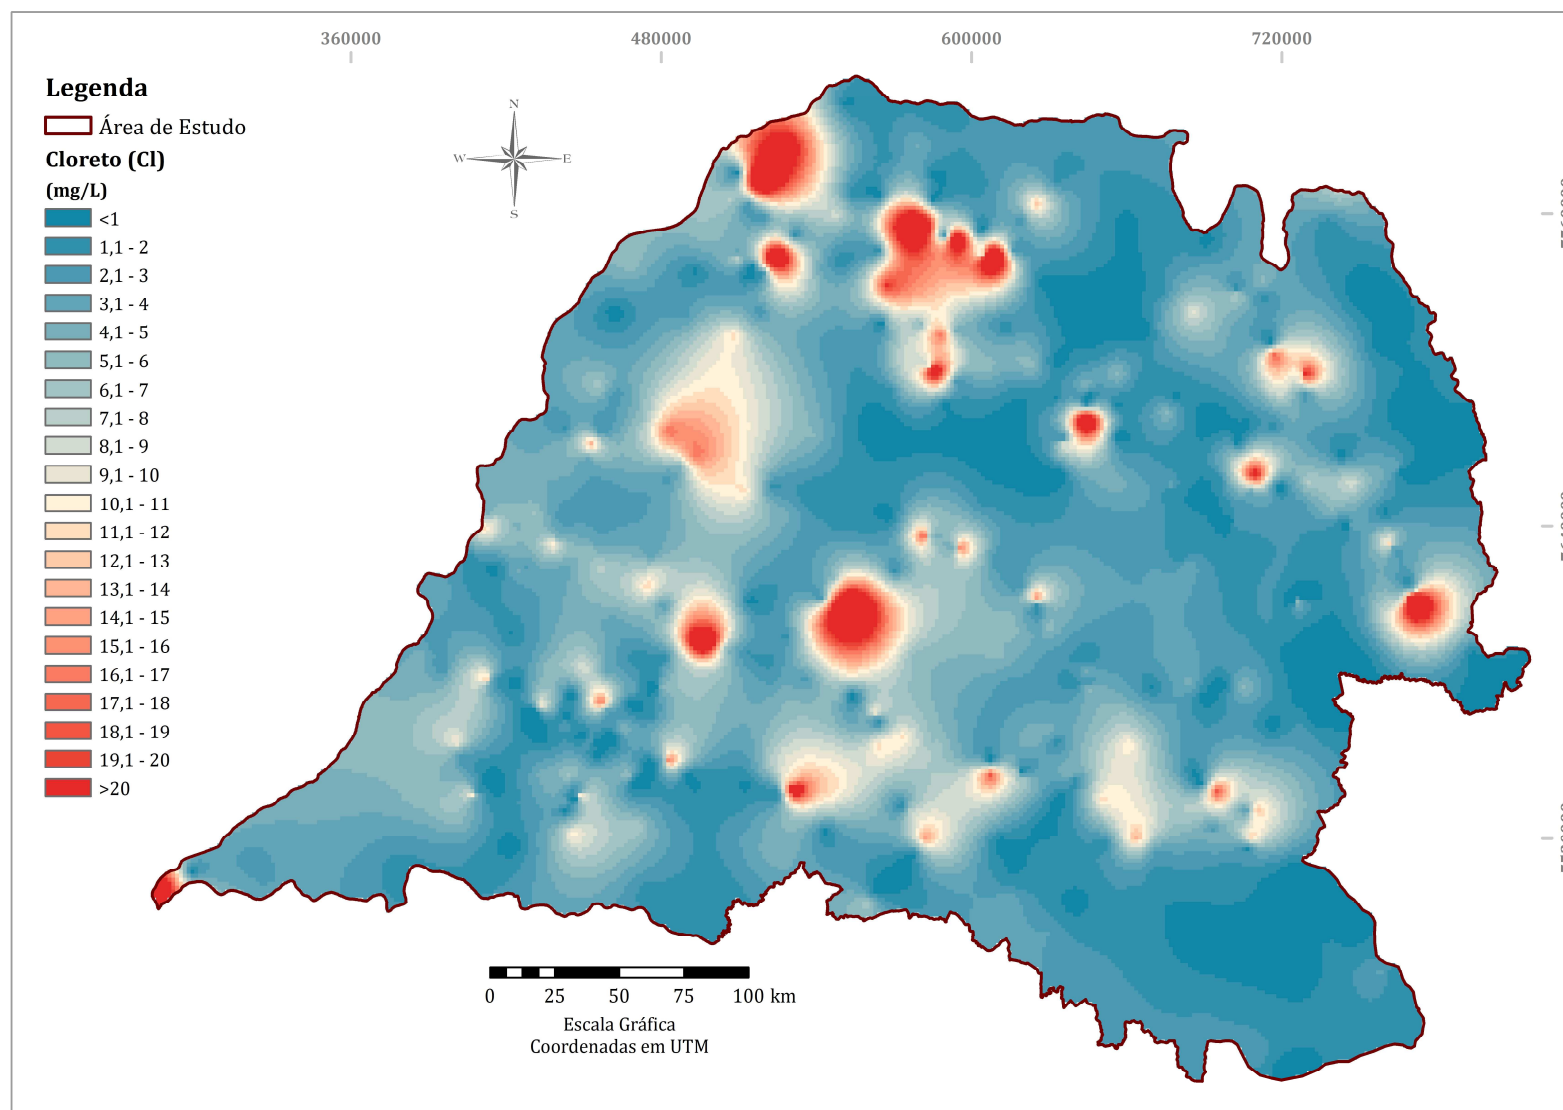 360000 480000 600000 720000
Legenda
Área de Estudo
Cloreto (Cl)
(mg/L)
<1
1,1 - 2
2,1 - 3
3,1 - 4
4,1 - 5
5,1 - 6
6,1 - 7
7,1 - 8
8,1 - 9
9,1 - 10
10,1 - 11
11,1 - 12
12,1 - 13
13,1 - 14
14,1 - 15
15,1 - 16
16,1 - 17
17,1 - 18
18,1 - 19
19,1 - 20
>20
N
W E
S
0 25 50 75 100 km
Escala Gráfica
Coordenadas em UTM